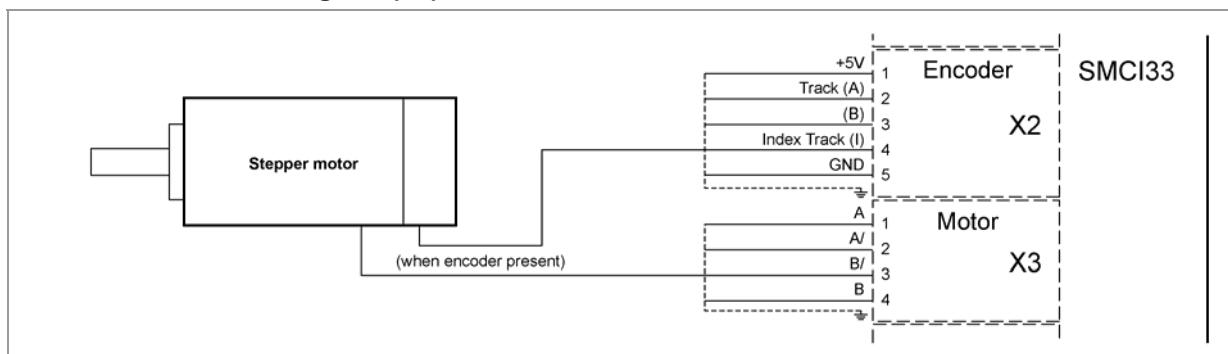 +5V
1
Encoder
SMCI33
Track (A)
2
(B)
3
X2
Index Track (I)
4
GND
5
Stepper motor
A
1
Motor
A/
2
(when encoder present)
B/
3
X3
B
4